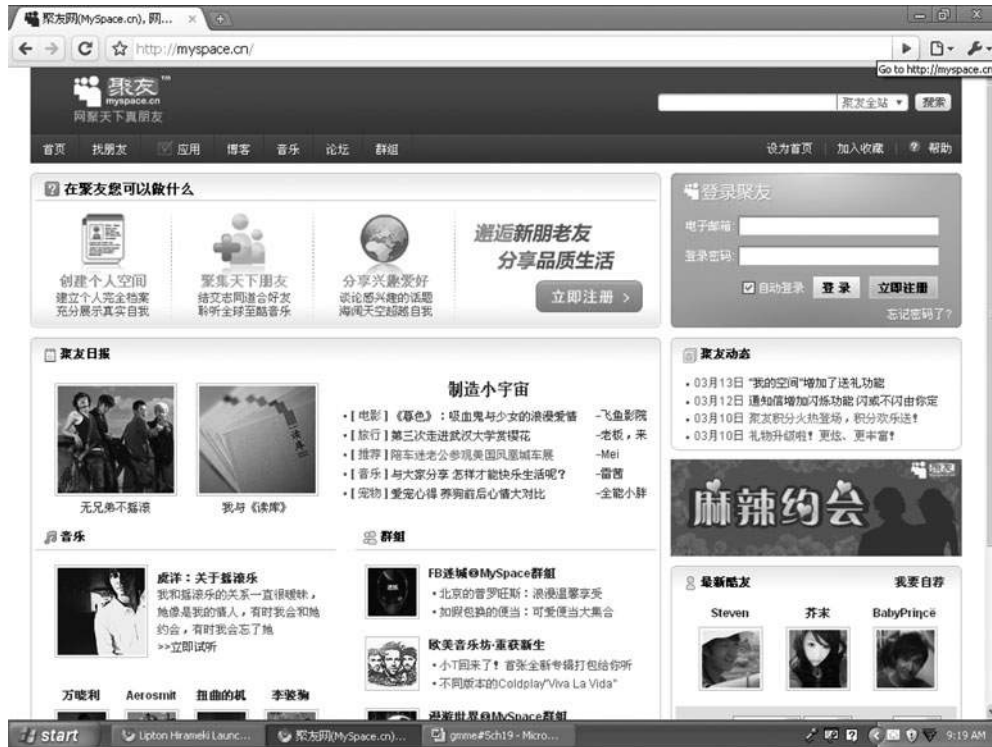 聚友网(MySpace.cn), 网...
http://myspace.cn/
Go to http://myspace.cn
聚友™
myspace.cn
网聚天下真朋友
聚友全站
搜索
首页 找朋友 应用 博客 音乐 论坛 群组
设为首页 加入收藏 帮助
在聚友您可以做什么
创建个人空间
建立个人完全档案
充分展示真实自我
聚集天下朋友
结交志同道合好友
聆听全球至酷音乐
分享兴趣爱好
谈论感兴趣的话题
海阔天空超越自我
邂逅新朋老友
分享品质生活
立即注册 >
登录聚友
电子邮箱:
登录密码:
自动登录 登录 立即注册
忘记密码了?
聚友日报
无兄弟不摇滚
我与《读库》
制造小宇宙
• [电影]《暮色》：吸血鬼与少女的浪漫爱情 -飞鱼影院
• [旅行] 第三次走进武汉大学赏樱花 -老板，来
• [推荐] 陪车迷老公参观美国凤凰城车展 -Mei
• [音乐] 与大家分享 怎样才能快乐生活呢? -雷茜
• [宠物] 爱宠心得 养狗前后心情大对比 -全能小胖
聚友动态
• 03月13日 "我的空间"增加了送礼功能
• 03月12日 通知信增加闪烁功能 闪或不闪由你定
• 03月10日 聚友积分火热登场，积分欢乐送!
• 03月10日 礼物升级啦! 更炫、更丰富!
麻辣约会
音乐
虎洋：关于摇滚乐
我和摇滚乐的关系一直很暧昧，
她像是我的情人，有时我会和她
约会，有时我会忘了她
>>立即试听
万晓利 Aerosmit 扭曲的机 李骏驹
群组
FB迷城@MySpace群组
• 北京的普罗旺斯：浪漫温馨享受
• 如假包换的便当：可爱便当大集合
欧美音乐坊·重获新生
• 小T回来了! 首张全新专辑打包给你听
• 不同版本的Coldplay"Viva La Vida"
漫游世界@MySpace群组
最新酷友 我要自荐
Steven 芥末 BabyPrince
start
Lipton Hirameki Launc...
聚友网(MySpace.cn)...
gmme#5ch19 - Micro...
9:19 AM